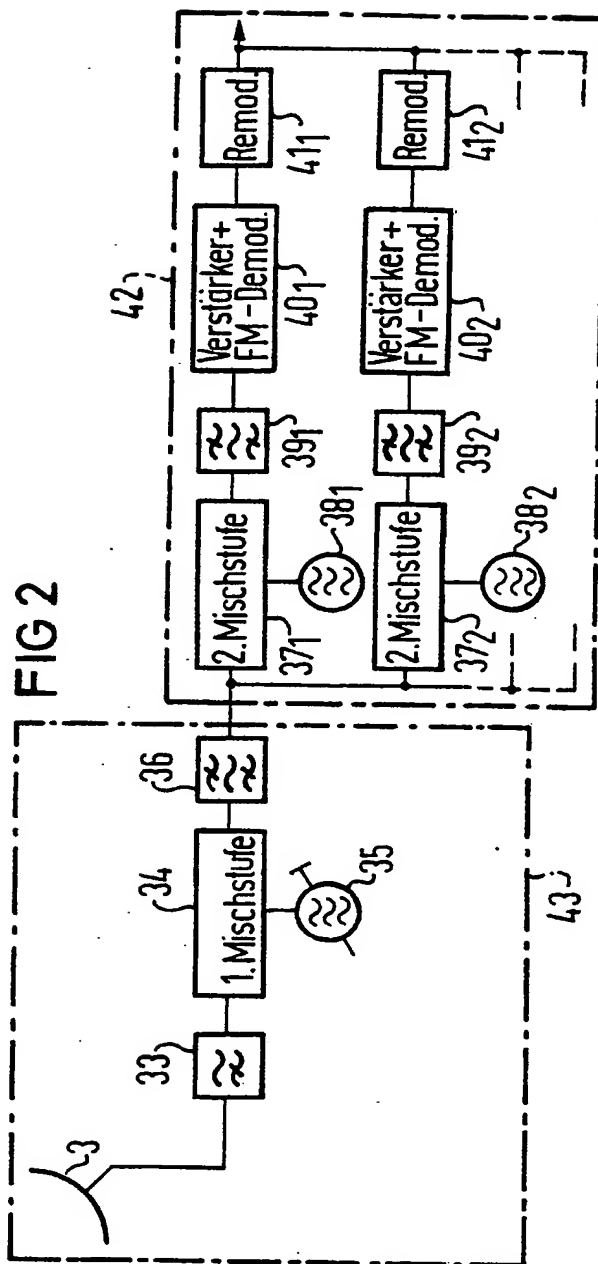 FIG 2
3
33
34
1.Mischstufe
35
36
43
42
2.Mischstufe
37₁
38₁
39₁
Verstärker+
FM-Demod.
40₁
Remod.
41₁
2.Mischstufe
37₂
38₂
39₂
Verstärker+
FM-Demod.
40₂
Remod.
41₂